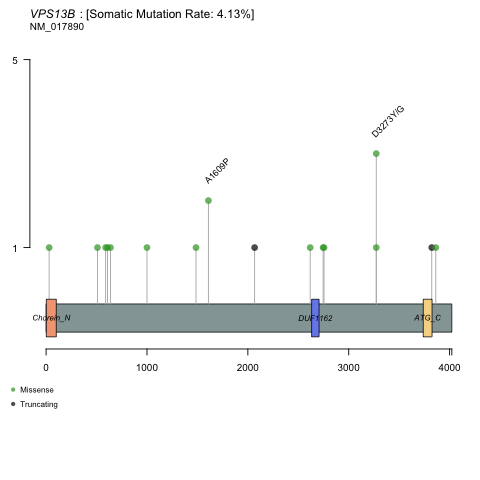 VPS13B : [Somatic Mutation Rate: 4.13%]
NM_017890
5
D3273Y/G
A1609P
1
Chorein_N
DUF1162
ATG_C
0
1000
2000
3000
4000
Missense
Truncating